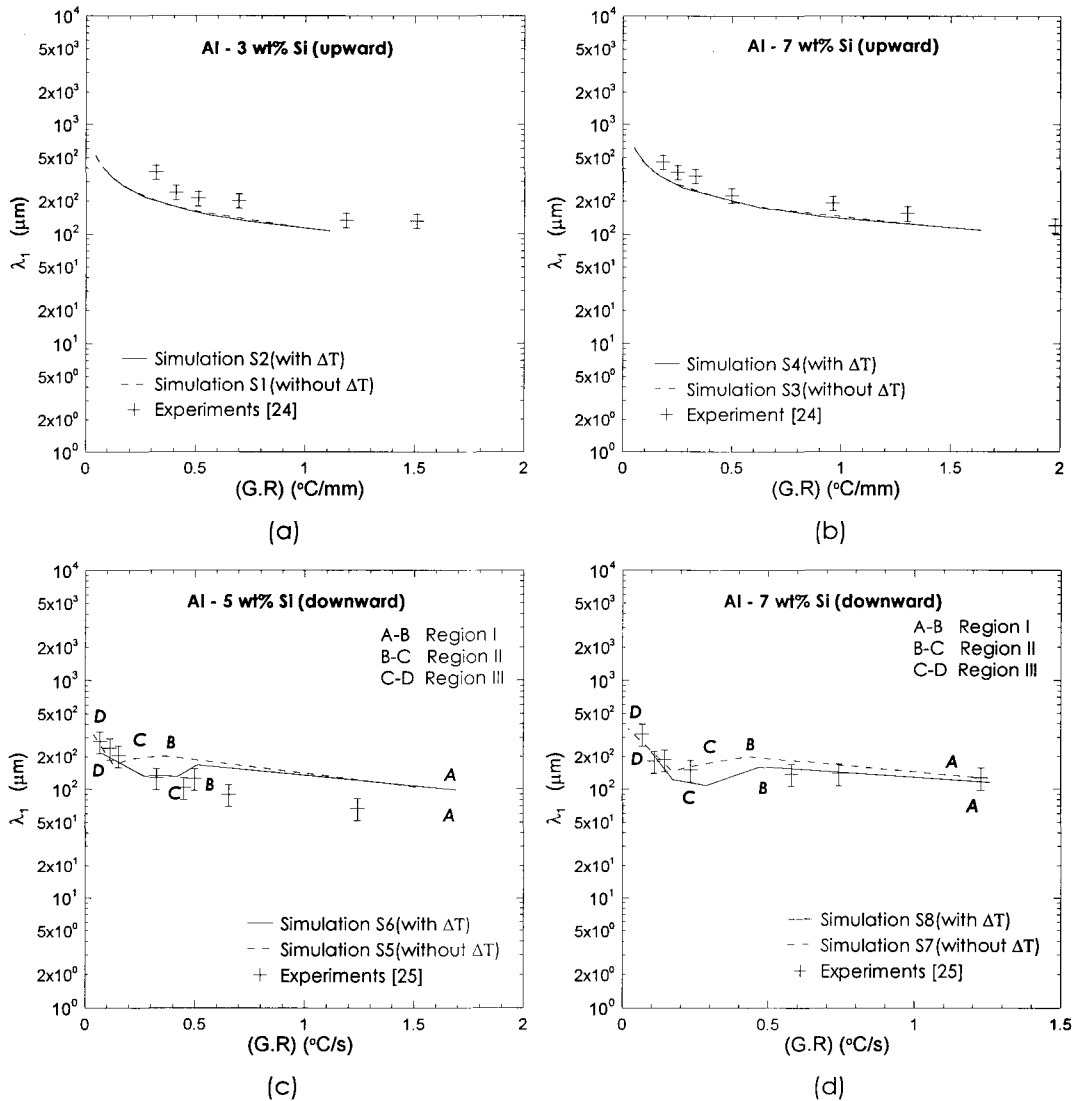 10⁴
5x10³
2x10³
10³
5x10²
2x10²
10²
5x10¹
2x10¹
10¹
5x10⁰
2x10⁰
10⁰
λ₁ (μm)
Al - 3 wt% Si (upward)
Simulation S2(with ΔT)
Simulation S1(without ΔT)
Experiments [24]
0 0.5 1 1.5 2
(G.R) (°C/mm)
(a)
10⁴
5x10³
2x10³
10³
5x10²
2x10²
10²
5x10¹
2x10¹
10¹
5x10⁰
2x10⁰
10⁰
λ₁ (μm)
Al - 7 wt% Si (upward)
Simulation S4(with ΔT)
Simulation S3(without ΔT)
Experiment [24]
0 0.5 1 1.5 2
(G.R) (°C/mm)
(b)
10⁴
5x10³
2x10³
10³
5x10²
2x10²
10²
5x10¹
2x10¹
10¹
5x10⁰
2x10⁰
10⁰
λ₁ (μm)
Al - 5 wt% Si (downward)
A-B Region I
B-C Region II
C-D Region III
D
C B
D
C B
A
A
Simulation S6(with ΔT)
Simulation S5(without ΔT)
Experiments [25]
0 0.5 1 1.5 2
(G.R) (°C/s)
(c)
10⁴
5x10³
2x10³
10³
5x10²
2x10²
10²
5x10¹
2x10¹
10¹
5x10⁰
2x10⁰
10⁰
λ₁ (μm)
Al - 7 wt% Si (downward)
A-B Region I
B-C Region II
C-D Region III
D
C B
D
C B
A
A
Simulation S8(with ΔT)
Simulation S7(without ΔT)
Experiments [25]
0 0.5 1 1.5
(G.R) (°C/s)
(d)